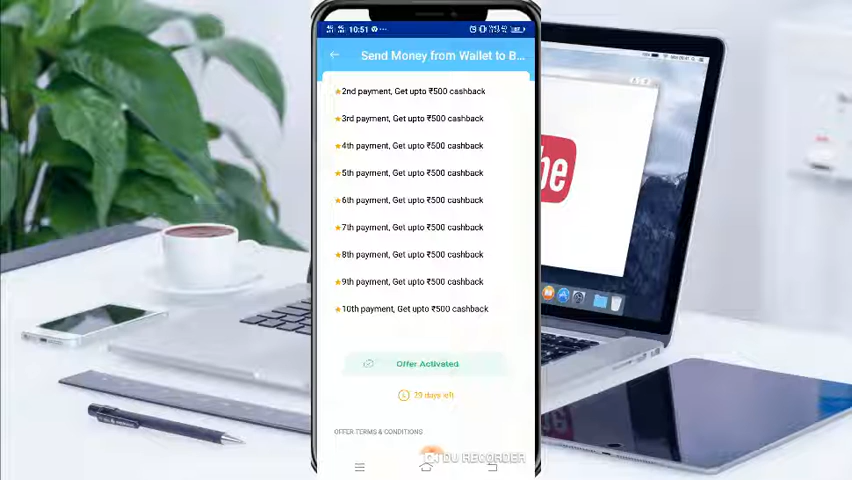 10:51
Send Money from Wallet to B...
★2nd payment, Get upto ₹500 cashback
★3rd payment, Get upto ₹500 cashback
★4th payment, Get upto ₹500 cashback
★5th payment, Get upto ₹500 cashback
★6th payment, Get upto ₹500 cashback
★7th payment, Get upto ₹500 cashback
★8th payment, Get upto ₹500 cashback
★9th payment, Get upto ₹500 cashback
★10th payment, Get upto ₹500 cashback
Offer Activated
29 days left
OFFER TERMS & CONDITIONS
DU RECORDER
be